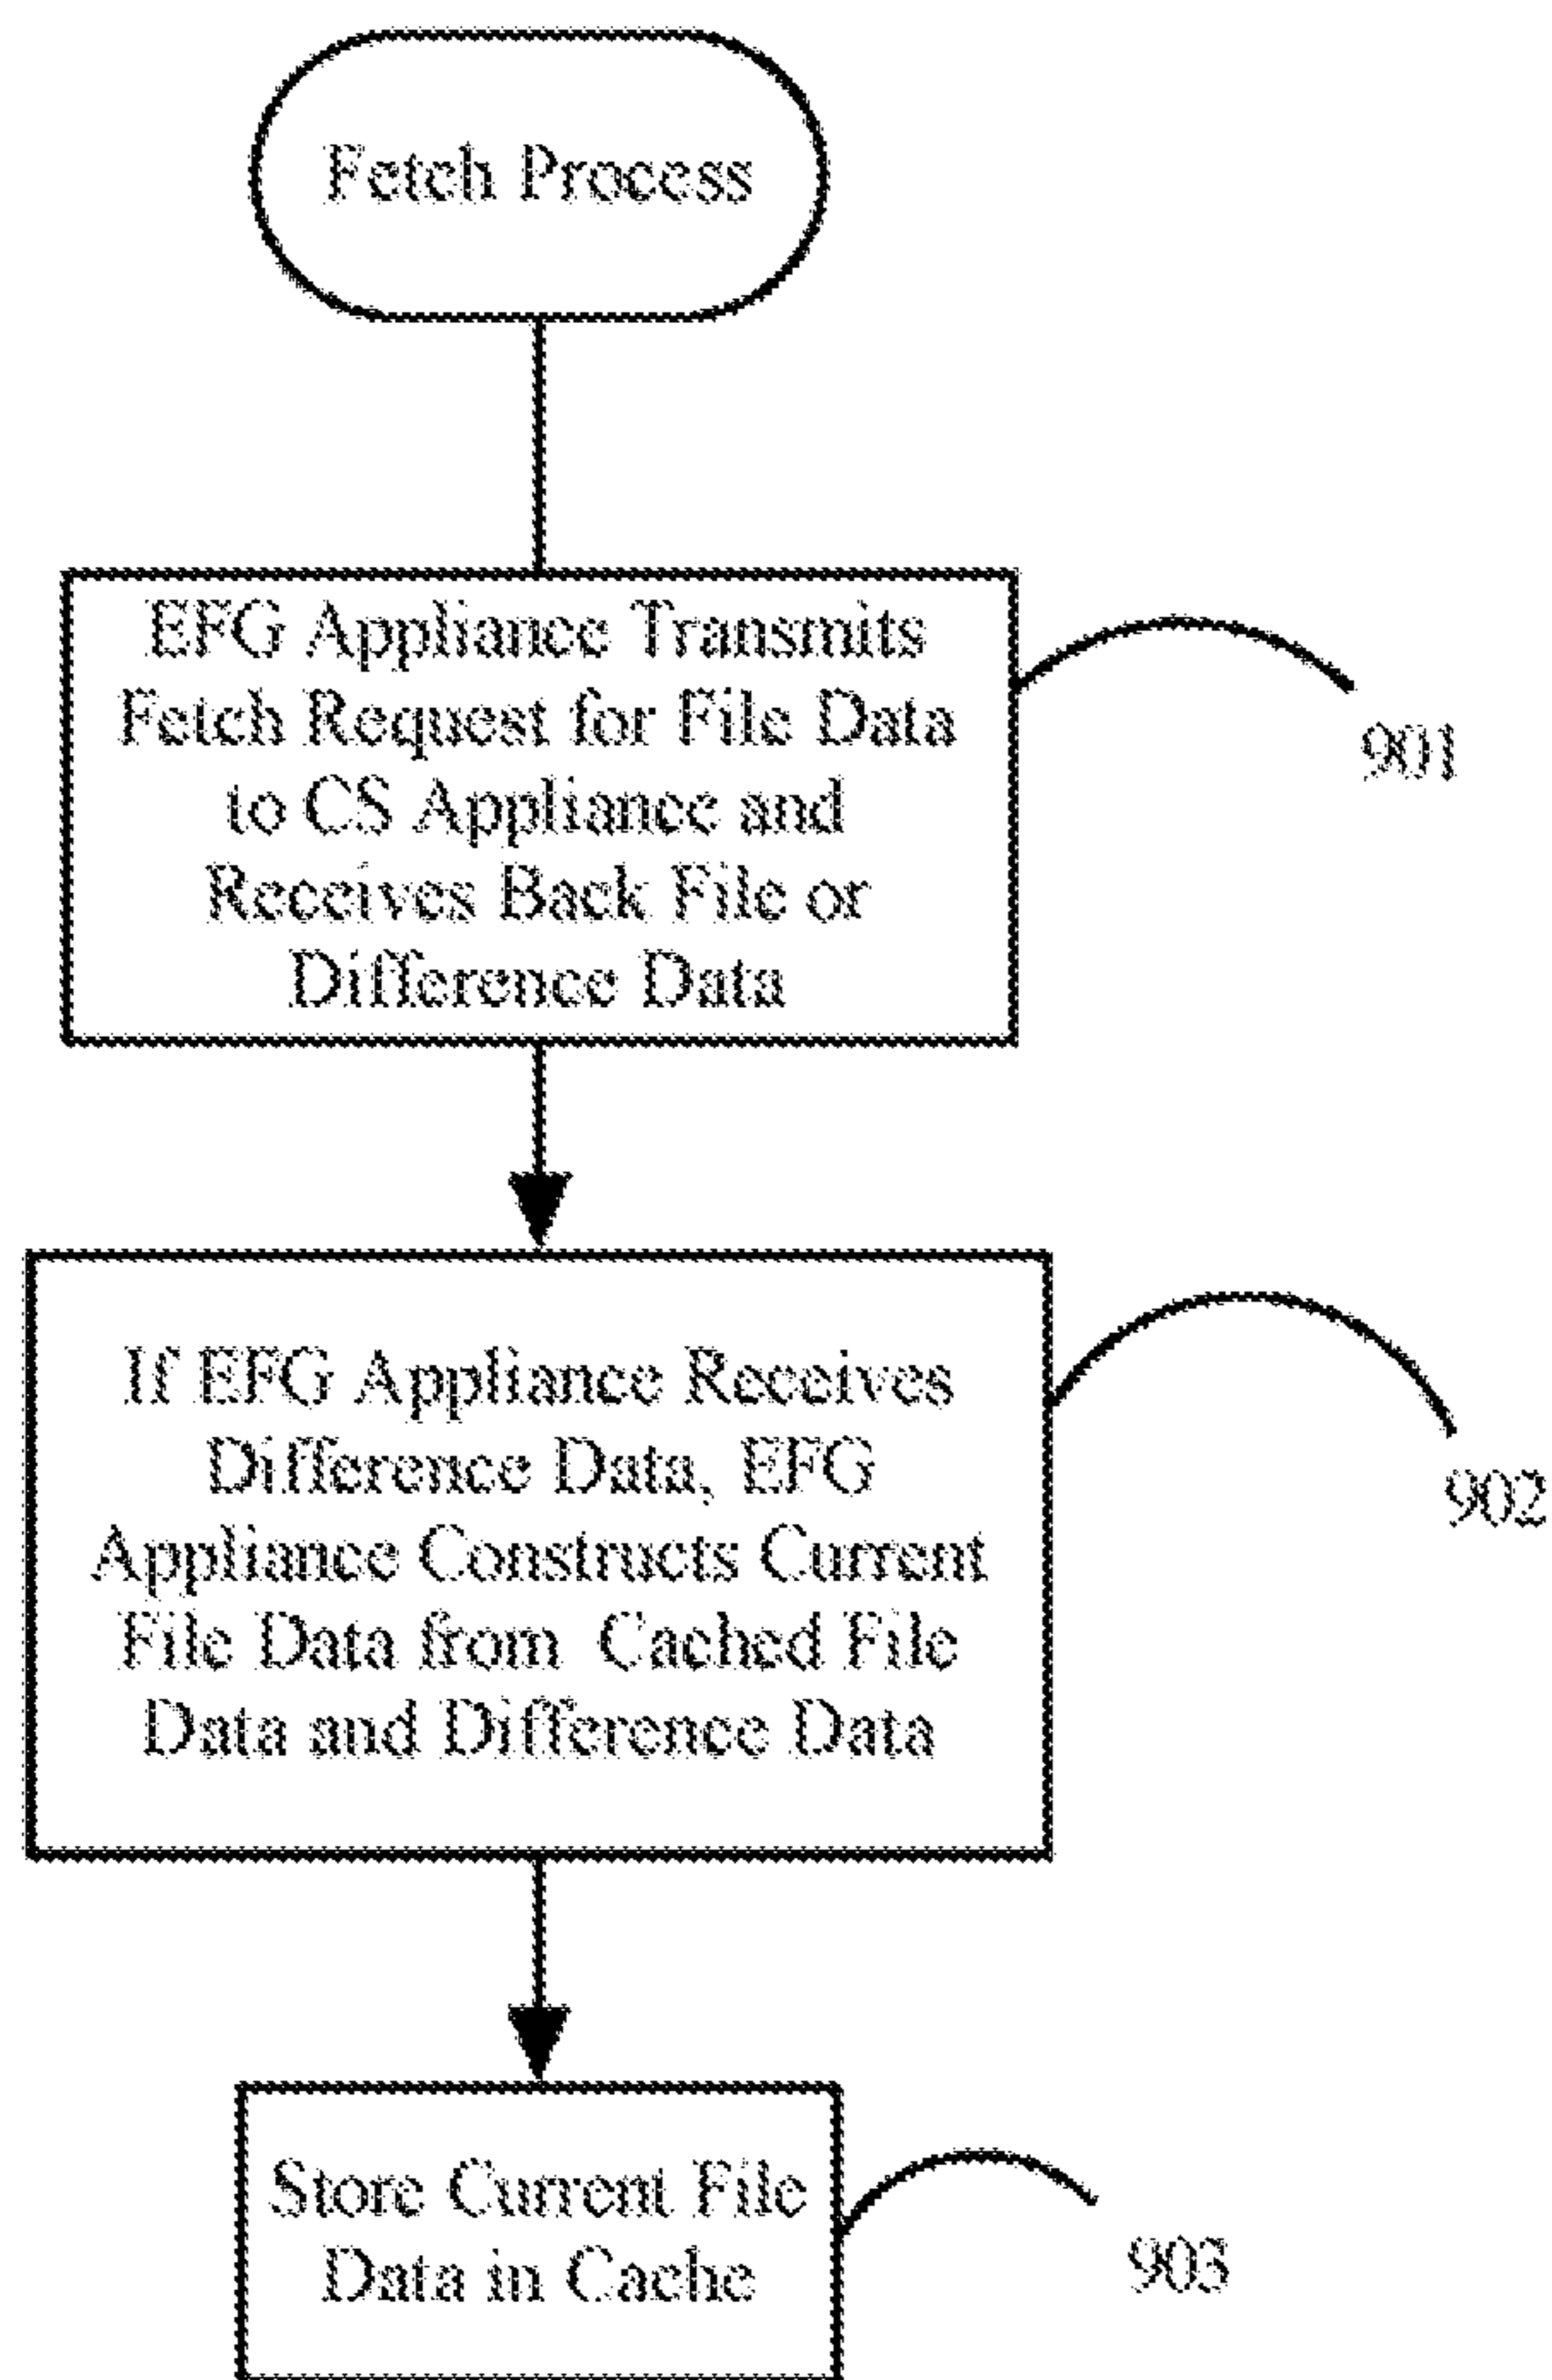 Fetch Process
EFG Appliance Transmits
Fetch Request for File Data
to CS Appliance and
Receives Back File or
Difference Data
901
If EFG Appliance Receives
Difference Data, EFG
Appliance Constructs Current
File Data from Cached File
Data and Difference Data
902
Store Current File
Data in Cache
903